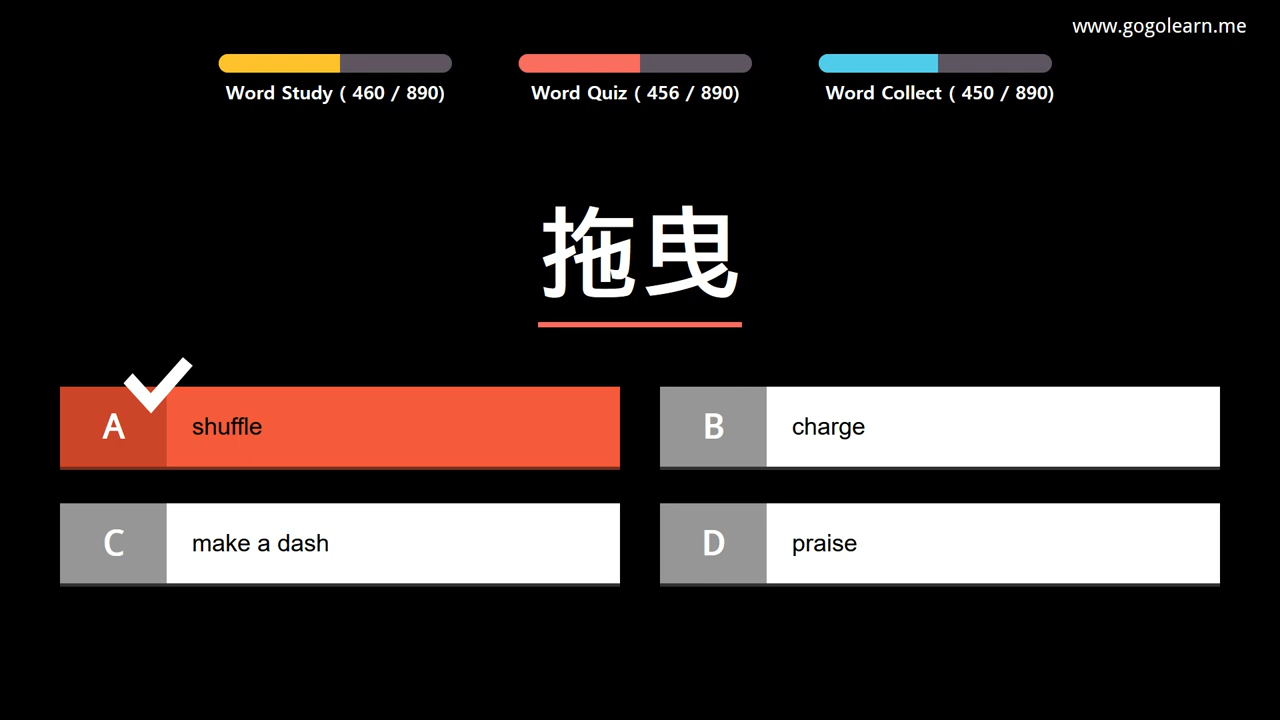 www.gogolearn.me
Word Study ( 460 / 890) Word Quiz ( 456 / 890) Word Collect ( 450 / 890)
拖曳
A shuffle
B charge
C make a dash
D praise